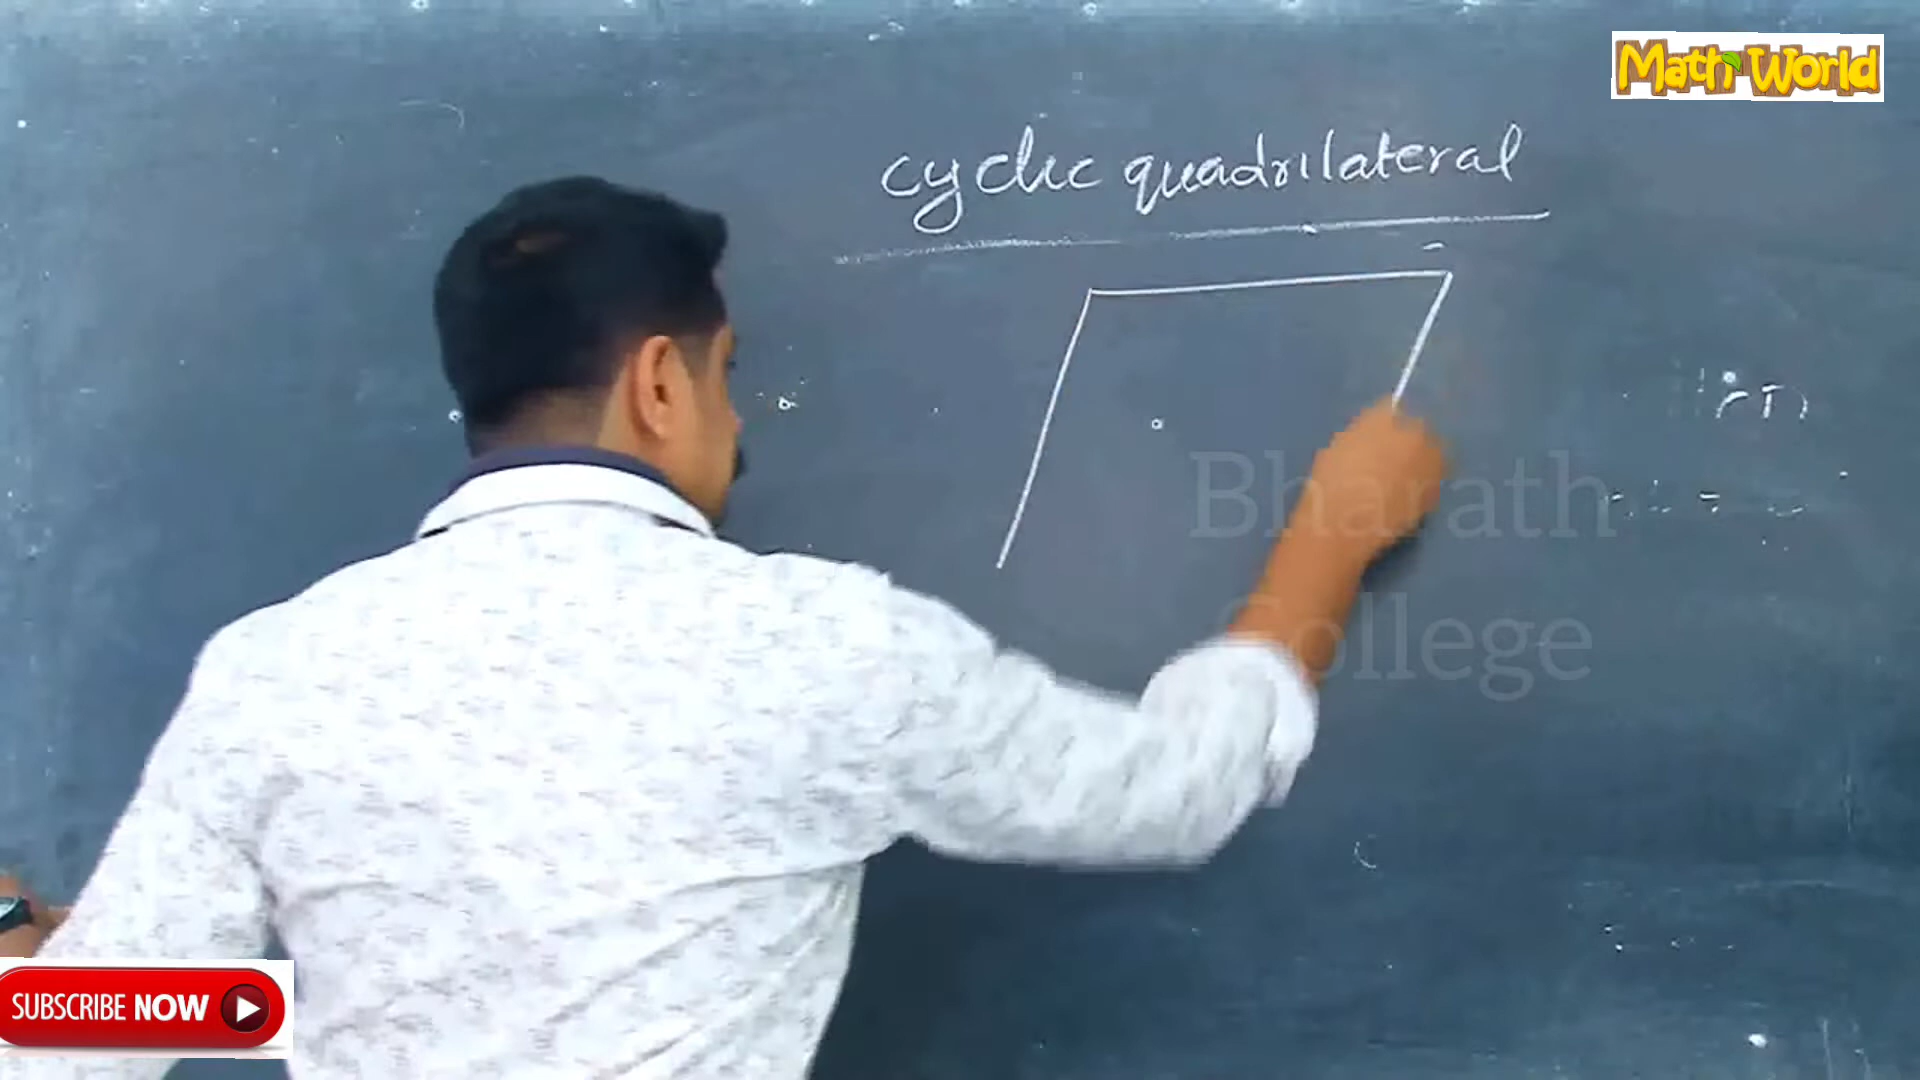 Math World
cyclic quadrilateral
Bharath
College
SUBSCRIBE NOW